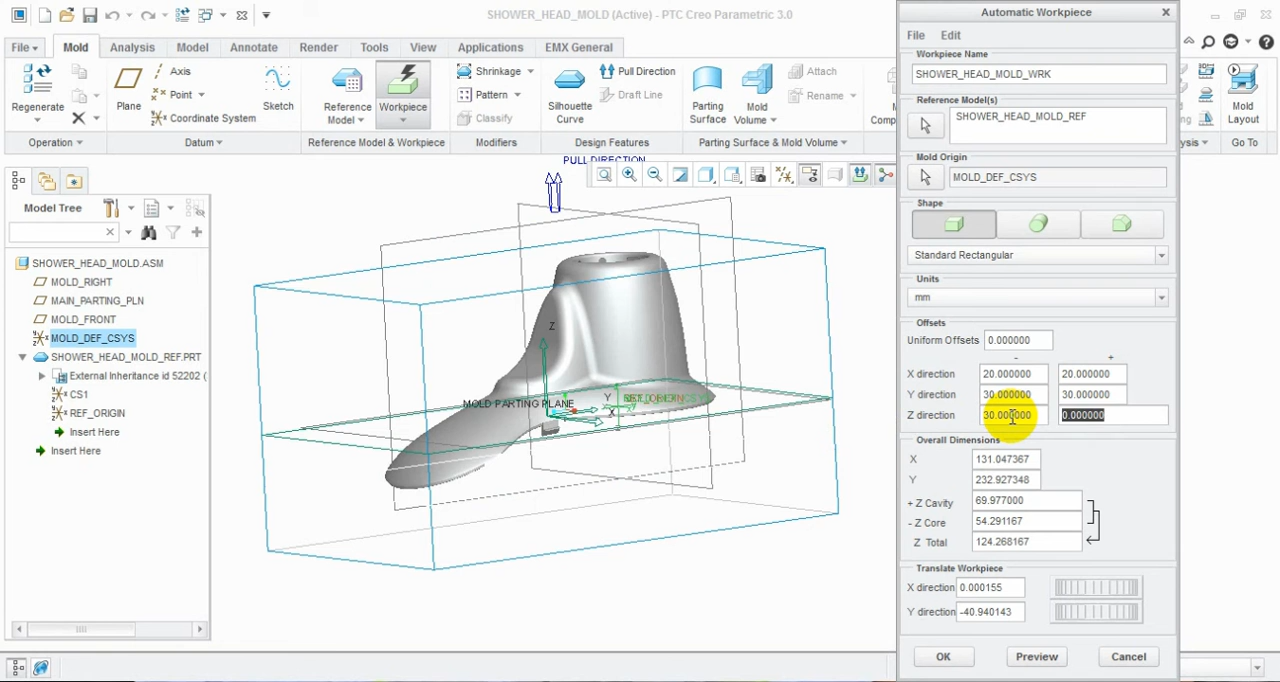 SHOWER_HEAD_MOLD (Active) - PTC Creo Parametric 3.0
File
Mold
Analysis
Model
Annotate
Render
Tools
View
Applications
EMX General
Regenerate
Operation
Plane
Axis
Point
Coordinate System
Sketch
Datum
Reference
Model
Workpiece
Reference Model & Workpiece
Shrinkage
Pattern
Classify
Modifiers
Silhouette
Curve
Pull Direction
Draft Line
Design Features
Parting
Surface
Mold
Volume
Attach
Rename
Parting Surface & Mold Volume
Mold
Layout
Go To
Model Tree
SHOWER_HEAD_MOLD.ASM
MOLD_RIGHT
MAIN_PARTING_PLN
MOLD_FRONT
MOLD_DEF_CSYS
SHOWER_HEAD_MOLD_REF.PRT
External Inheritance id 52202 (
CS1
REF_ORIGIN
Insert Here
Insert Here
PULL DIRECTION
Z
Y
X
MOLD PARTING PLANE
Automatic Workpiece
File
Edit
Workpiece Name
SHOWER_HEAD_MOLD_WRK
Reference Model(s)
SHOWER_HEAD_MOLD_REF
Mold Origin
MOLD_DEF_CSYS
Shape
Standard Rectangular
Units
mm
Offsets
Uniform Offsets 0.000000
- +
X direction 20.000000 20.000000
Y direction 30.000000 30.000000
Z direction 30.000000 0.000000
Overall Dimensions
X 131.047367
Y 232.927348
+ Z Cavity 69.977000
- Z Core 54.291167
Z Total 124.268167
Translate Workpiece
X direction 0.000155
Y direction -40.940143
OK
Preview
Cancel